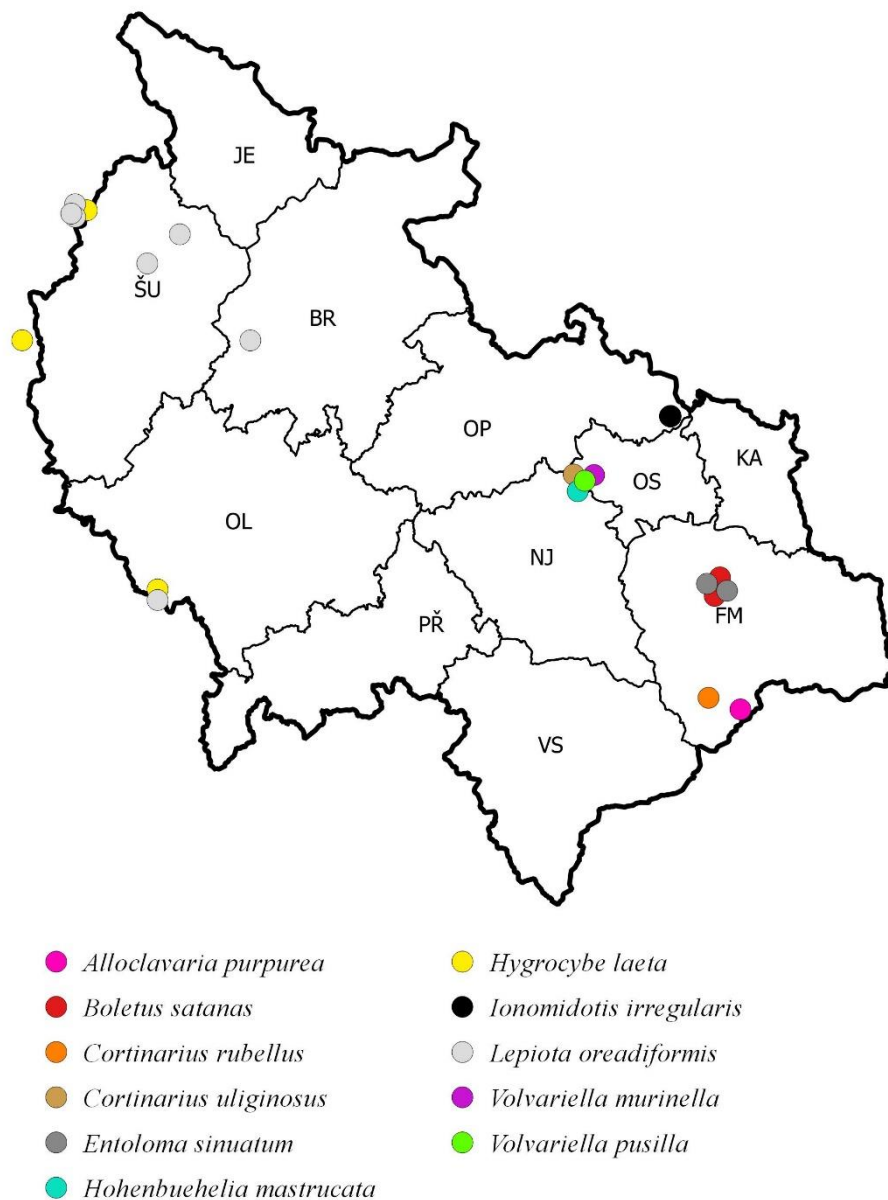 JE
ŠU
BR
OP
KA
OS
OL
NJ
FM
PŘ
VS
Alloclavaria purpurea
Boletus satanas
Cortinarius rubellus
Cortinarius uliginosus
Entoloma sinuatum
Hohenbuehelia mastrucata
Hygrocybe laeta
Ionomidotis irregularis
Lepiota oreadiformis
Volvariella murinella
Volvariella pusilla